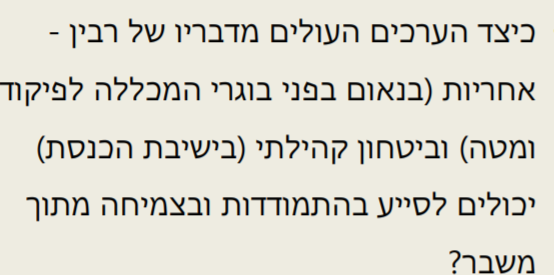 כיצד הערכים העולים מדבריו של רבין -
אחריות (בנאום בפני בוגרי המכללה לפיקוד
ומטה) וביטחון קהילתי (בישיבת הכנסת)
יכולים לסייע בהתמודדות ובצמיחה מתוך
משבר?